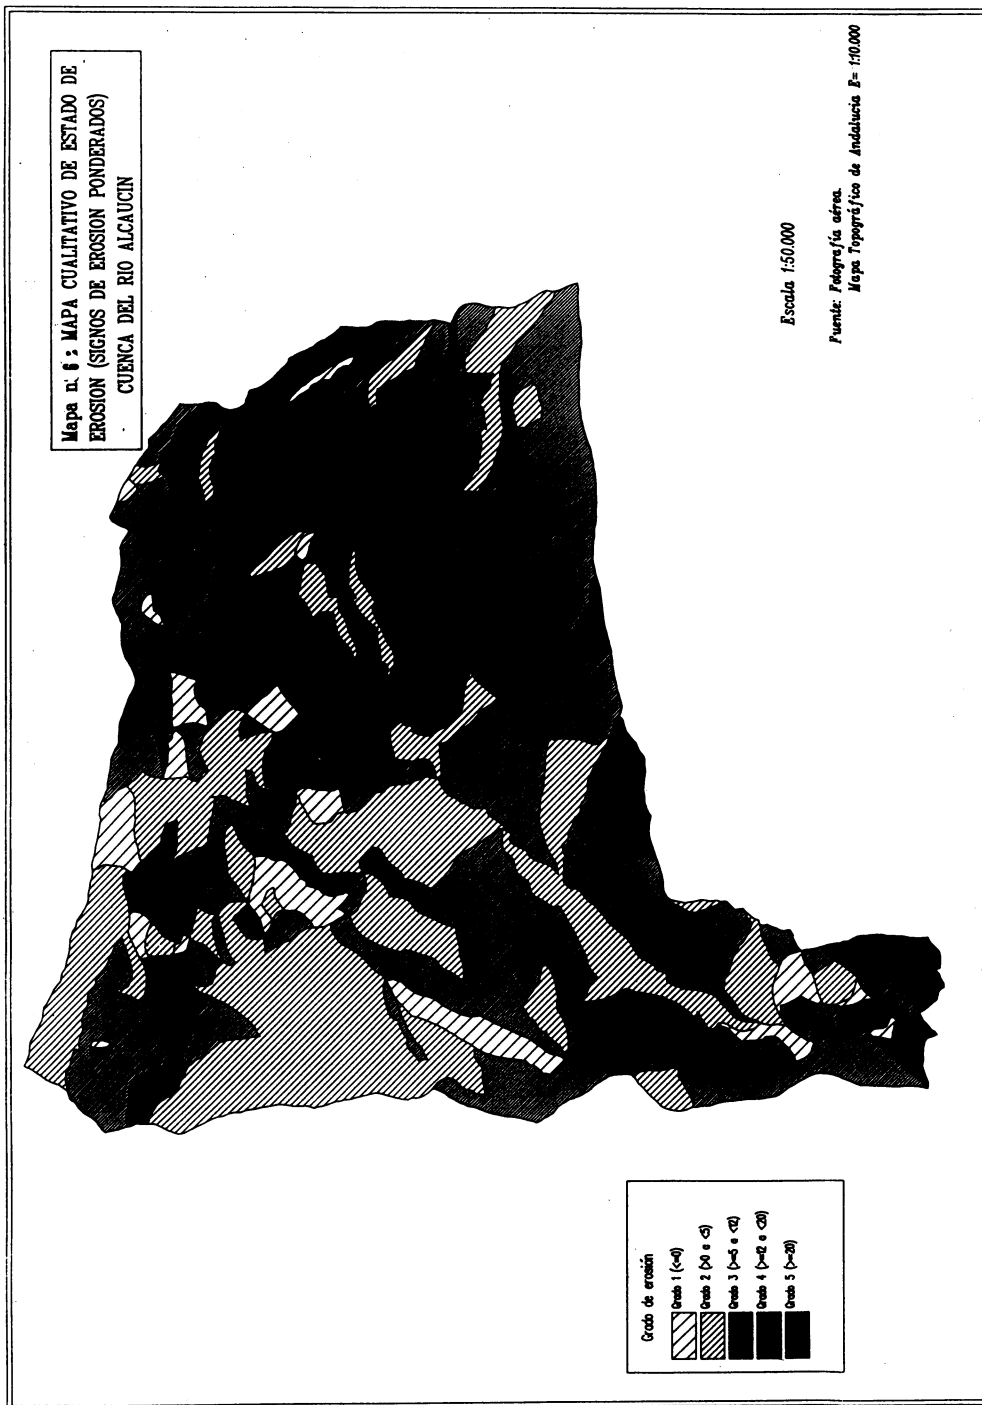 Mapa n: 6 : MAPA CUALITATIVO DE ESTADO DE
EROSION (SIGNOS DE EROSION PONDERADOS)
CUENCA DEL RIO ALCAUCIN
Escala 1:50.000
Fuente: Fotografía aérea.
Mapa Topográfico de Andalucía E= 1:10.000
Grado de erosión
Grado 1 (<=0)
Grado 2 (>0 a <5)
Grado 3 (>=5 a <12)
Grado 4 (>=12 a <20)
Grado 5 (>=20)